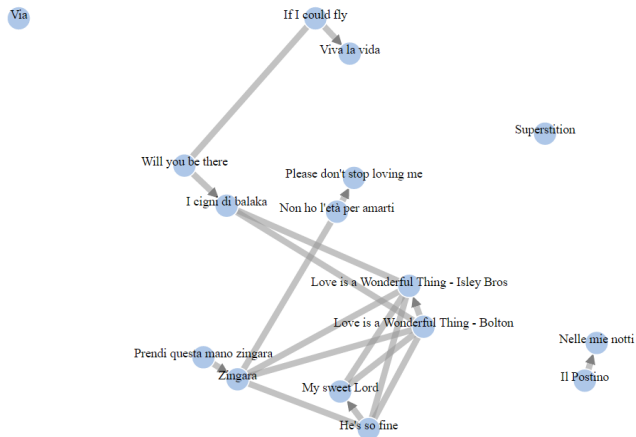 Via
If I could fly
Viva la vida
Superstition
Will you be there
Please don't stop loving me
I cigni di balaka
Non ho l'età per amarti
Love is a Wonderful Thing - Isley Bros
Love is a Wonderful Thing - Bolton
Nelle mie notti
Prendi questa mano zingara
Zingara
Il Postino
My sweet Lord
He's so fine